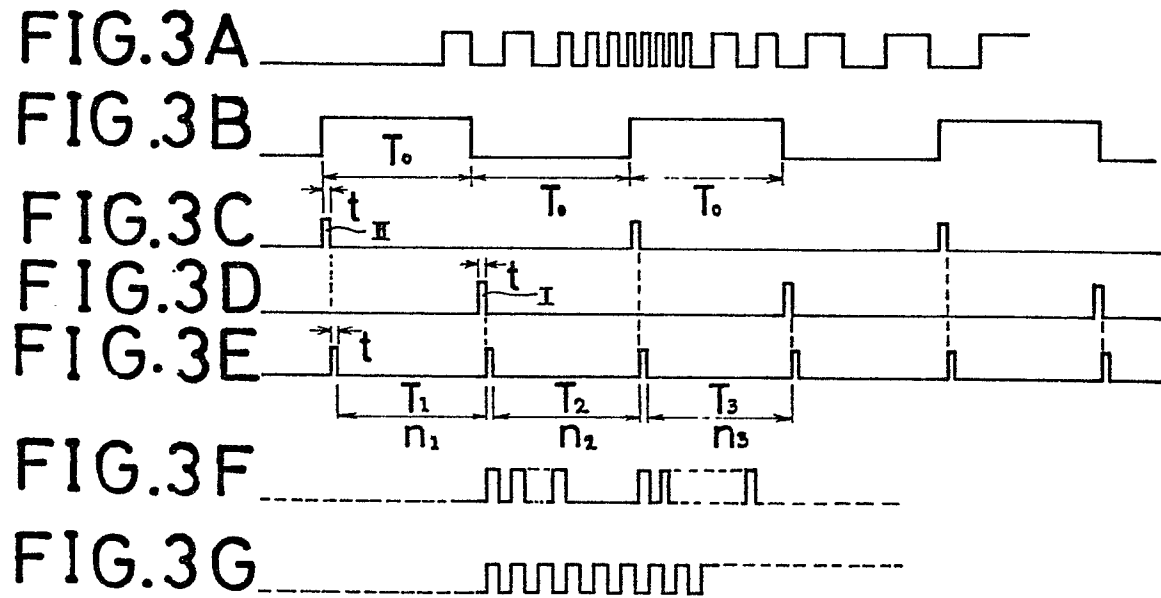 FIG.3A
FIG.3B
T₀
T₀
T₀
FIG.3C
t
II
FIG.3D
t
I
FIG.3E
t
T₁
T₂
T₃
n₁
n₂
n₃
FIG.3F
FIG.3G